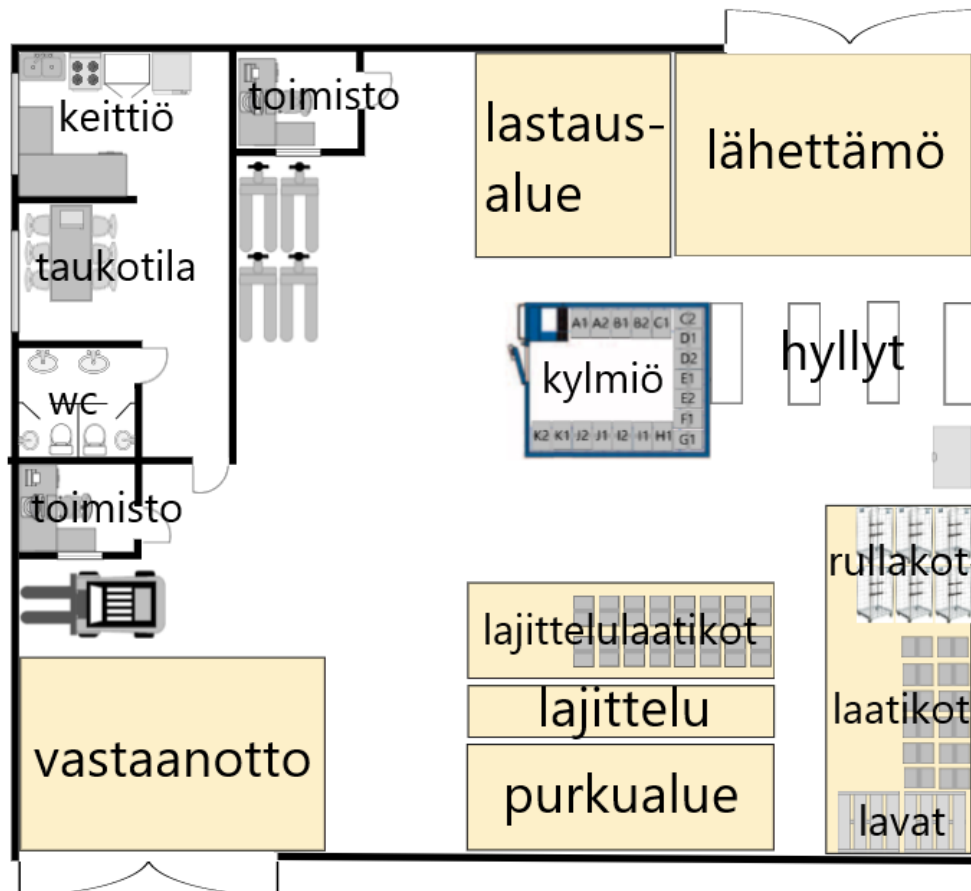 keittiö
toimisto
lastaus-
alue
lähettämö
taukotila
A1 A2 B1 B2 C1 C2
D1
D2
E1
E2
F1
G1
kylmiö
hyllyt
K2 K1 J2 J1 I2 I1 H1
wc
toimisto
rullakot
lajittelulaatikot
lajittelu
laatikot
vastaanotto
purkualue
lavat